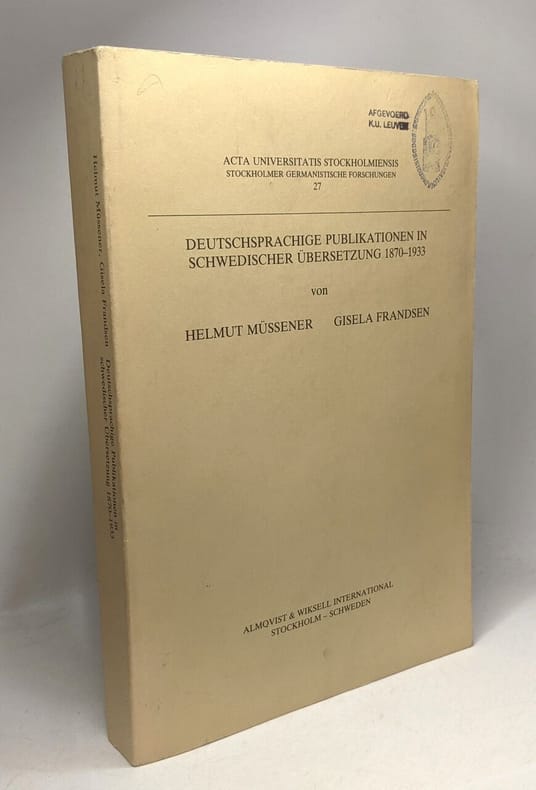 AFGEVOERD
K.U. LEUVEN
ACTA UNIVERSITATIS STOCKHOLMIENSIS
STOCKHOLMER GERMANISTISCHE FORSCHUNGEN
27
DEUTSCHSPRACHIGE PUBLIKATIONEN IN
SCHWEDISCHER ÜBERSETZUNG 1870–1933
von
HELMUT MÜSSENER GISELA FRANDSEN
ALMQVIST & WIKSELL INTERNATIONAL
STOCKHOLM – SCHWEDEN
Helmut Müssener, Gisela Frandsen Deutschsprachige Publikationen in
schwedischer Übersetzung 1870–1933